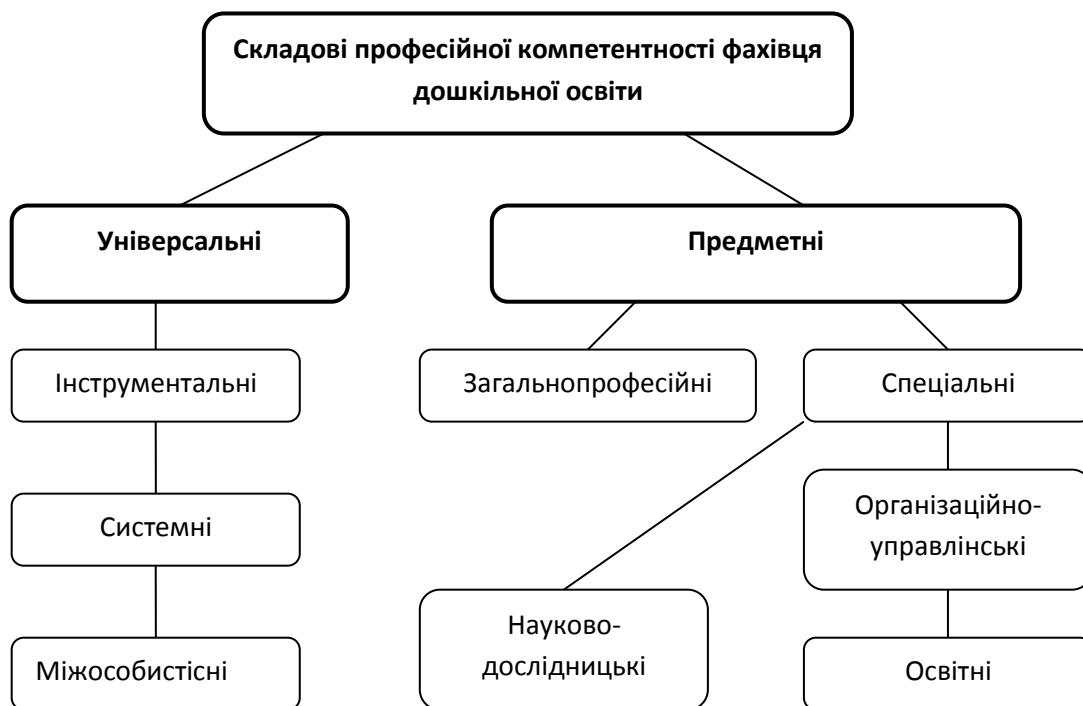 Складові професійної компетентності фахівця
дошкільної освіти
Універсальні
Предметні
Інструментальні
Загальнопрофесійні
Спеціальні
Системні
Організаційно-
управлінські
Науково-
дослідницькі
Міжособистісні
Освітні